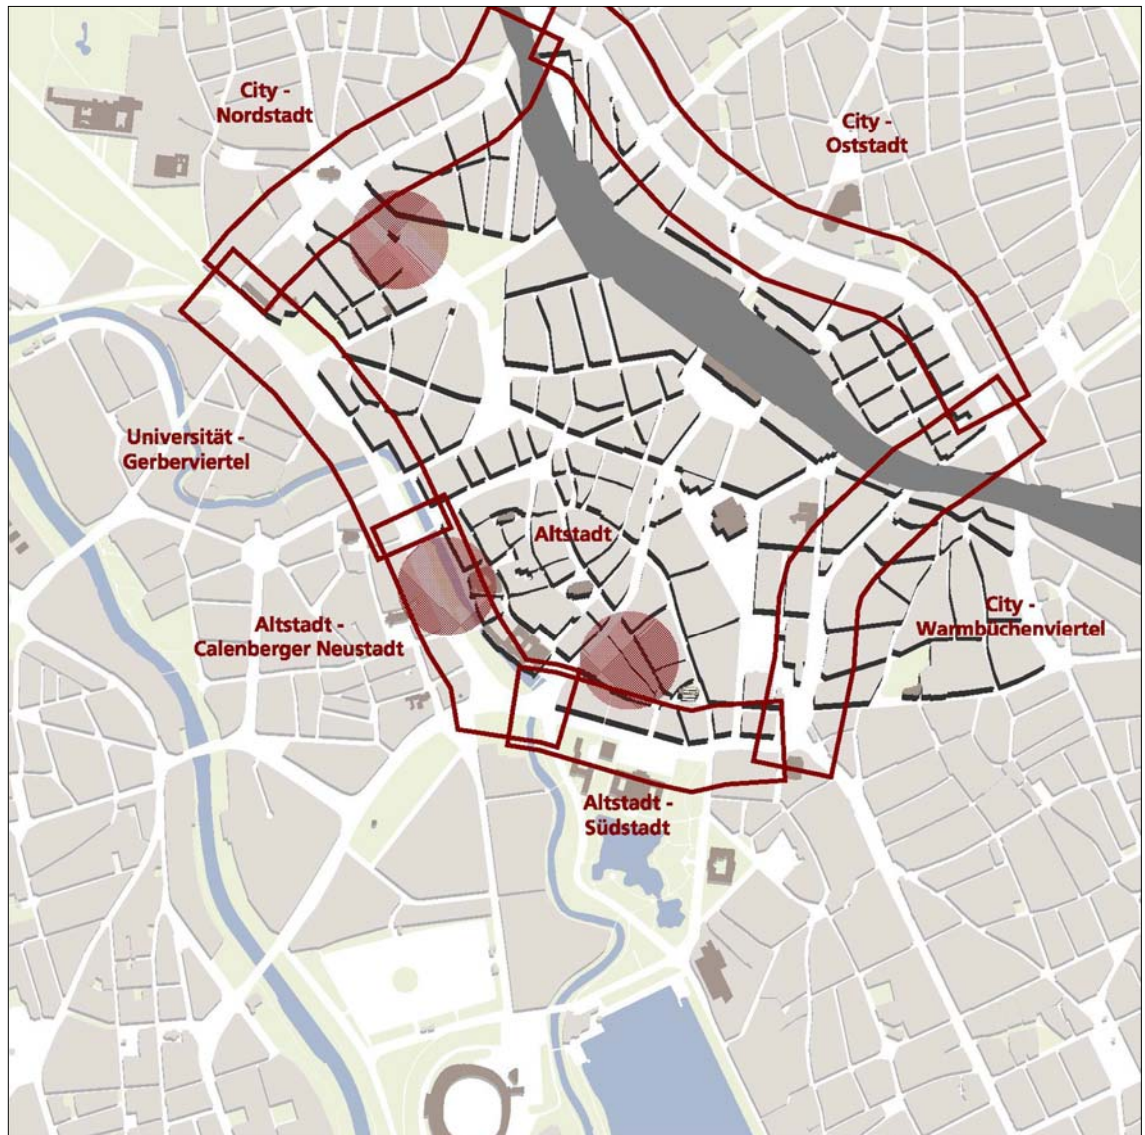 City -
Nordstadt
City -
Oststadt
Universität -
Gerberviertel
Altstadt
City -
Warmbüchenviertel
Altstadt -
Calenberger Neustadt
Altstadt -
Südstadt